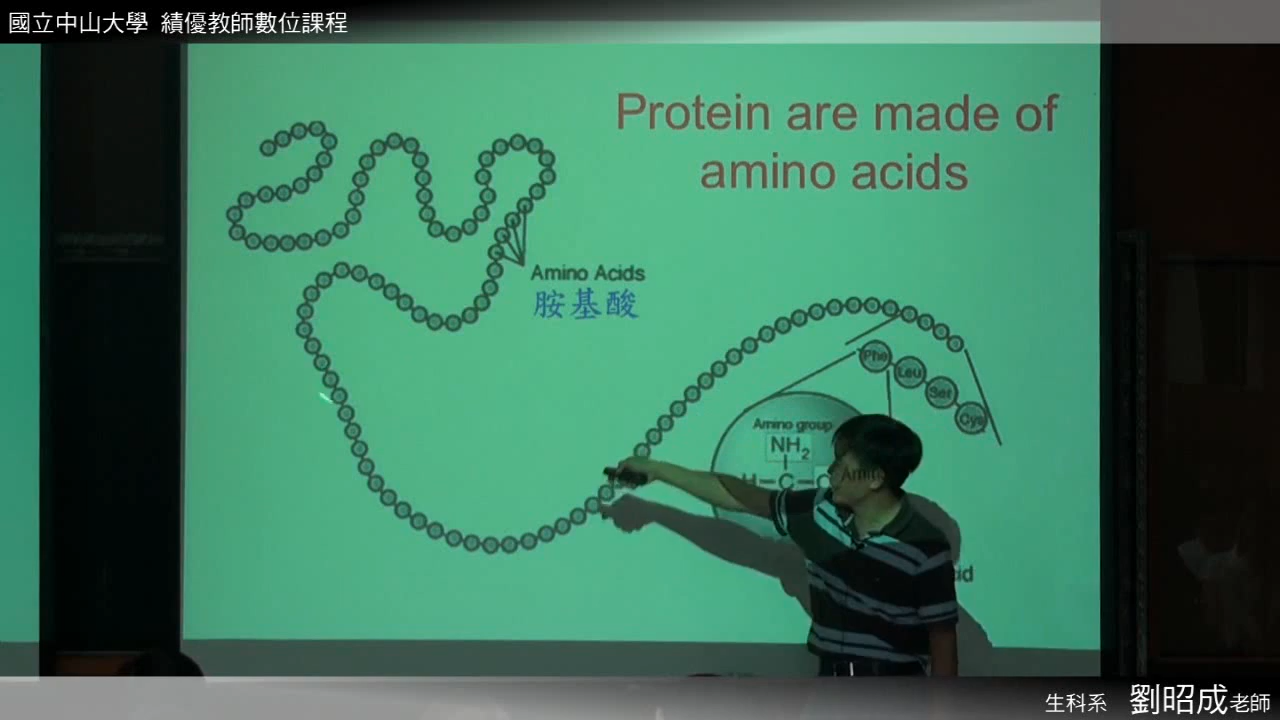 國立中山大學 績優教師數位課程
Protein are made of
amino acids
Amino Acids
胺基酸
Phe
Leu
Ser
Cys
Amino group
NH2
H-C-C
生科系 劉昭成老師